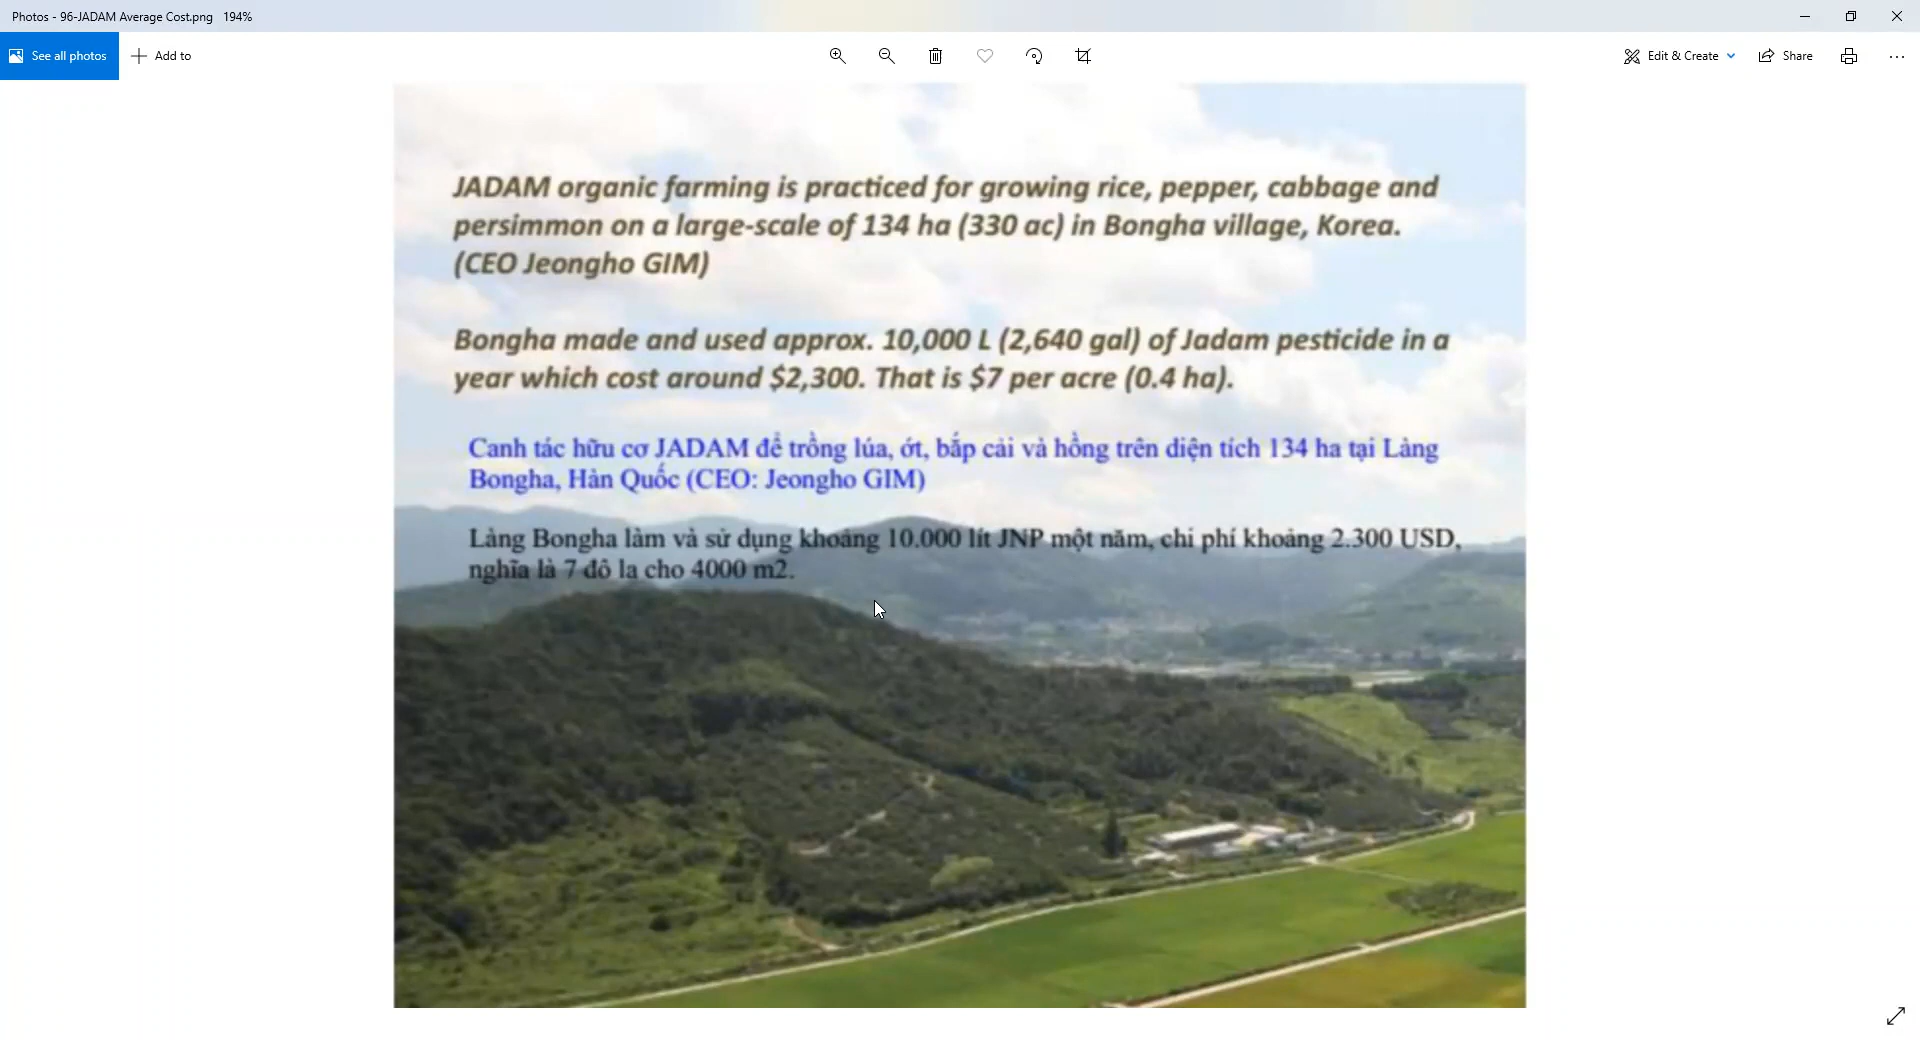 Photos - 96-JADAM Average Cost.png 194%
See all photos
Add to
Edit & Create
Share
JADAM organic farming is practiced for growing rice, pepper, cabbage and
persimmon on a large-scale of 134 ha (330 ac) in Bongha village, Korea.
(CEO Jeongho GIM)
Bongha made and used approx. 10,000 L (2,640 gal) of Jadam pesticide in a
year which cost around $2,300. That is $7 per acre (0.4 ha).
Canh tác hữu cơ JADAM để trồng lúa, ớt, bắp cải và hồng trên diện tích 134 ha tại Làng
Bongha, Hàn Quốc (CEO: Jeongho GIM)
Làng Bongha làm và sử dụng khoảng 10.000 lít JNP một năm, chi phí khoảng 2.300 USD,
nghĩa là 7 đô la cho 4000 m2.